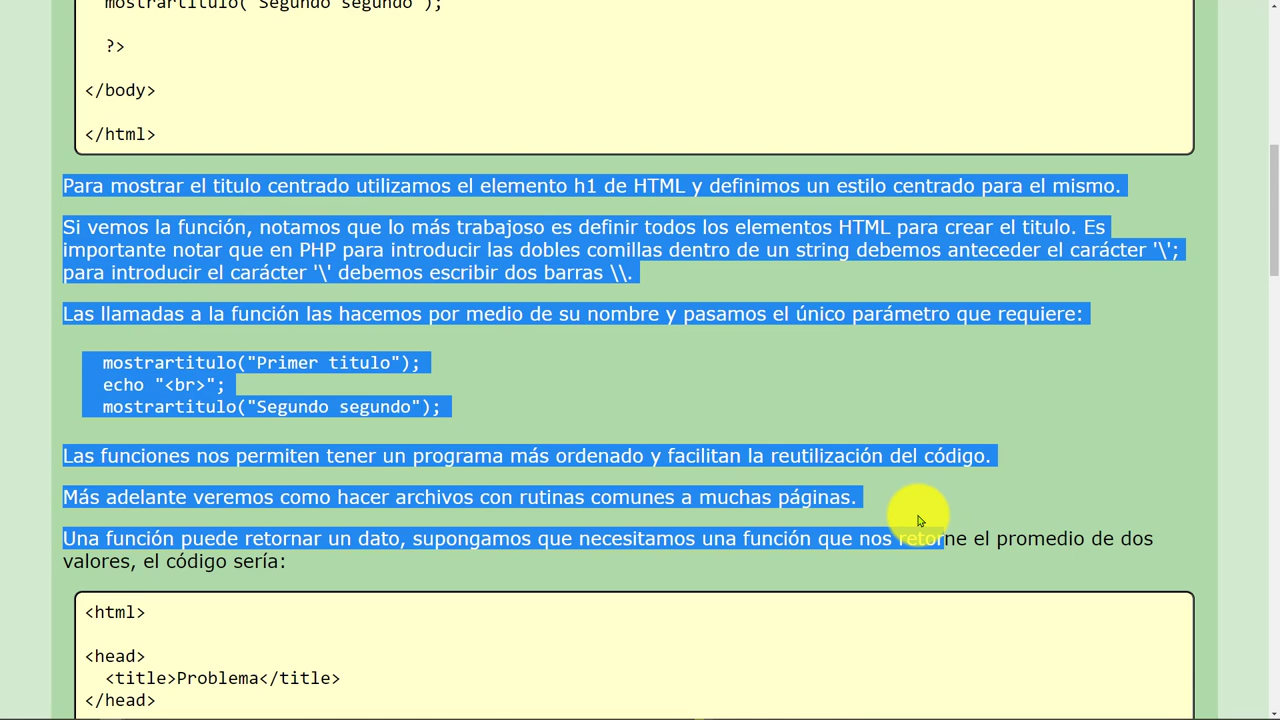 mostrartitulo("Segundo segundo");
?>
</body>
</html>
Para mostrar el titulo centrado utilizamos el elemento h1 de HTML y definimos un estilo centrado para el mismo.
Si vemos la función, notamos que lo más trabajoso es definir todos los elementos HTML para crear el titulo. Es
importante notar que en PHP para introducir las dobles comillas dentro de un string debemos anteceder el carácter '\';
para introducir el carácter '\' debemos escribir dos barras \\.
Las llamadas a la función las hacemos por medio de su nombre y pasamos el único parámetro que requiere:
mostrartitulo("Primer titulo");
echo "<br>";
mostrartitulo("Segundo segundo");
Las funciones nos permiten tener un programa más ordenado y facilitan la reutilización del código.
Más adelante veremos como hacer archivos con rutinas comunes a muchas páginas.
Una función puede retornar un dato, supongamos que necesitamos una función que nos retorne el promedio de dos
valores, el código sería:
<html>
<head>
<title>Problema</title>
</head>